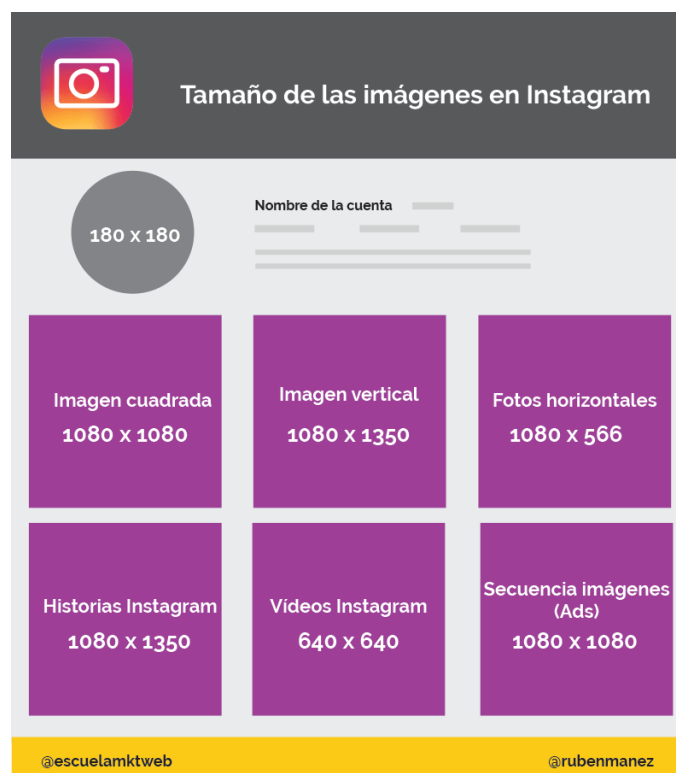 Tamaño de las imágenes en Instagram
180 x 180
Nombre de la cuenta
Imagen cuadrada
1080 x 1080
Imagen vertical
1080 x 1350
Fotos horizontales
1080 x 566
Historias Instagram
1080 x 1350
Vídeos Instagram
640 x 640
Secuencia imágenes
(Ads)
1080 x 1080
@escuelamktweb
@rubenmanez